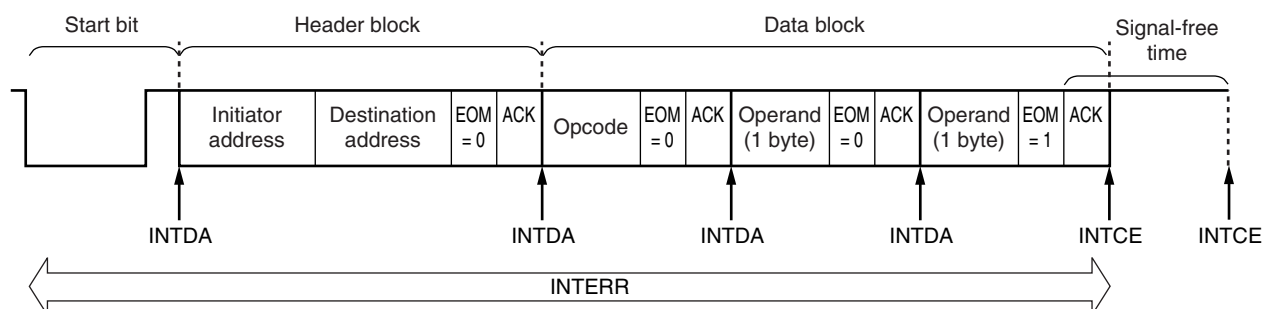 Start bit
Header block
Data block
Signal-free
time
Initiator
address
Destination
address
EOM
= 0
ACK
Opcode
EOM
= 0
ACK
Operand
(1 byte)
EOM
= 0
ACK
Operand
(1 byte)
EOM
= 1
ACK
INTDA
INTDA
INTDA
INTDA
INTCE
INTCE
INTERR